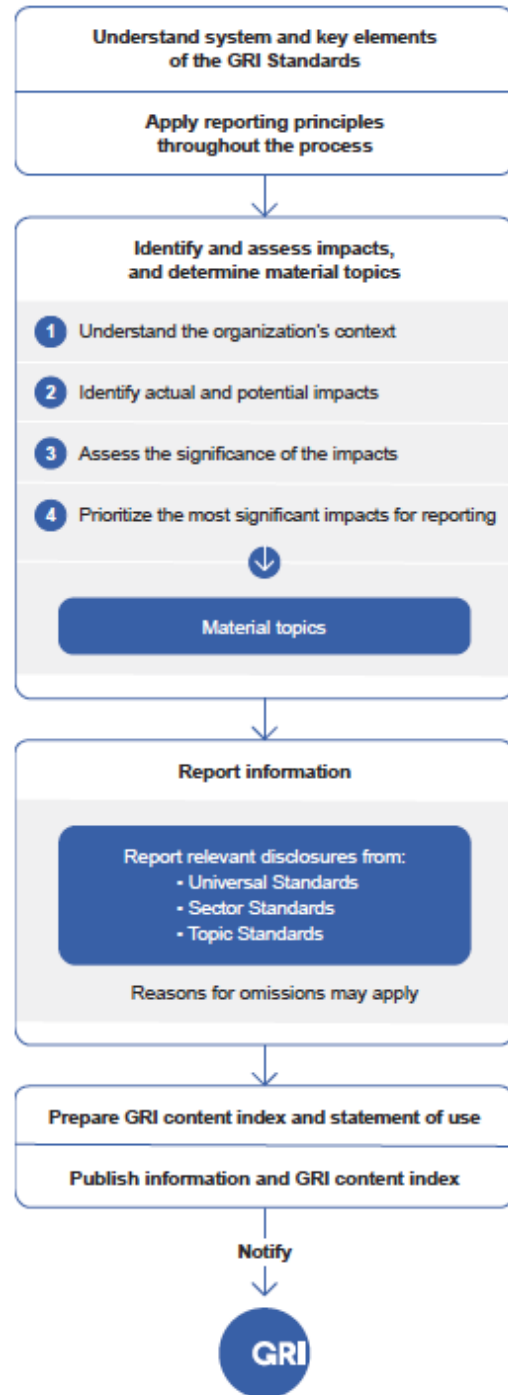 Understand system and key elements
of the GRI Standards
Apply reporting principles
throughout the process
Identify and assess impacts,
and determine material topics
1 Understand the organization's context
2 Identify actual and potential impacts
3 Assess the significance of the impacts
4 Prioritize the most significant impacts for reporting
Material topics
Report information
Report relevant disclosures from:
- Universal Standards
- Sector Standards
- Topic Standards
Reasons for omissions may apply
Prepare GRI content index and statement of use
Publish information and GRI content index
Notify
GRI